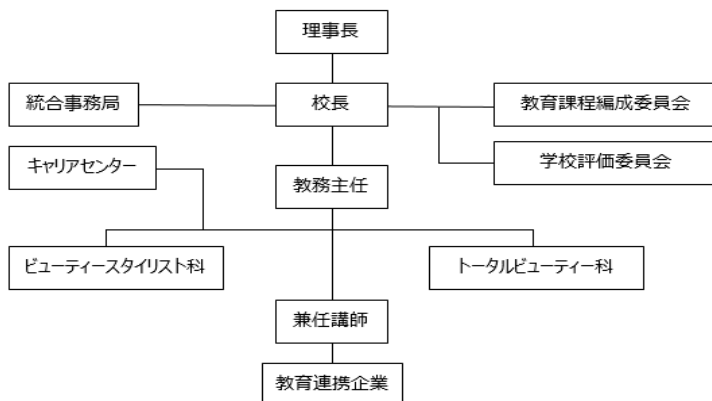 理事長
統合事務局
校長
教育課程編成委員会
キャリアセンター
学校評価委員会
教務主任
ビューティースタイリスト科
トータルビューティー科
兼任講師
教育連携企業